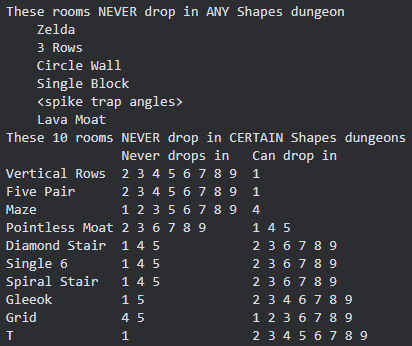 These rooms NEVER drop in ANY Shapes dungeon
    Zelda
    3 Rows
    Circle Wall
    Single Block
    <spike trap angles>
    Lava Moat
These 10 rooms NEVER drop in CERTAIN Shapes dungeons
               Never drops in   Can drop in
Vertical Rows  2 3 4 5 6 7 8 9  1
Five Pair      2 3 4 5 6 7 8 9  1
Maze           1 2 3 5 6 7 8 9  4
Pointless Moat 2 3 6 7 8 9      1 4 5
Diamond Stair  1 4 5            2 3 6 7 8 9
Single 6       1 4 5            2 3 6 7 8 9
Spiral Stair   1 4 5            2 3 6 7 8 9
Gleeok         1 5              2 3 4 6 7 8 9
Grid           4 5              1 2 3 6 7 8 9
T              1                2 3 4 5 6 7 8 9